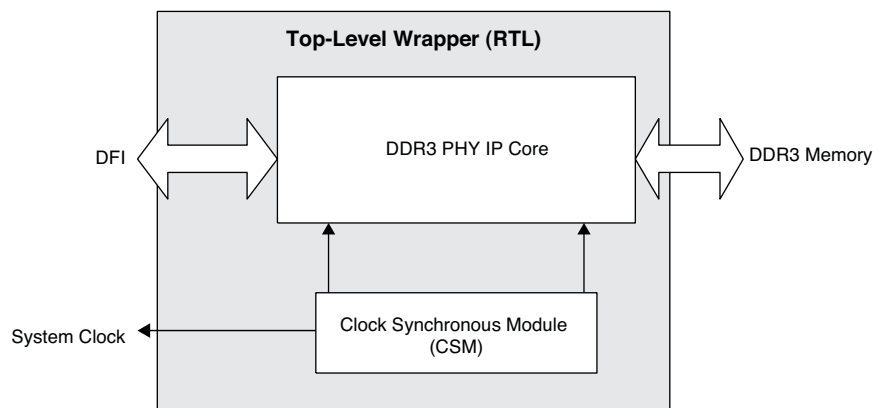 Top-Level Wrapper (RTL)
DDR3 PHY IP Core
DFI
DDR3 Memory
Clock Synchronous Module
(CSM)
System Clock